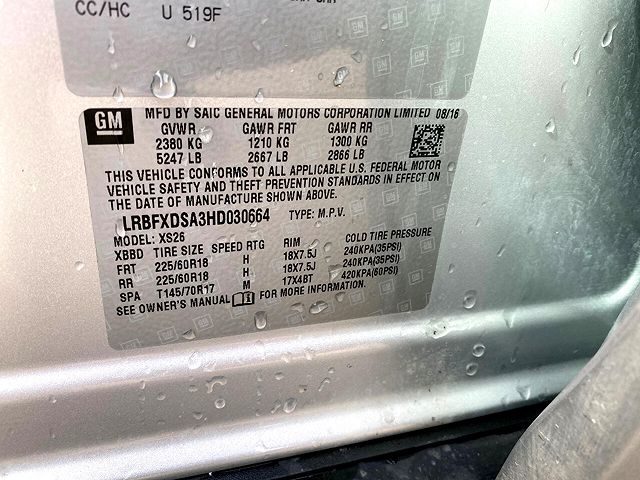 CC/HC U 519F
GM MFD BY SAIC GENERAL MOTORS CORPORATION LIMITED 08/16
GVWR GAWR FRT GAWR RR
2380 KG 1210 KG 1300 KG
5247 LB 2667 LB 2866 LB
THIS VEHICLE CONFORMS TO ALL APPLICABLE U.S. FEDERAL MOTOR
VEHICLE SAFETY AND THEFT PREVENTION STANDARDS IN EFFECT ON
THE DATE OF MANUFACTURE SHOWN ABOVE.
LRBFXDSA3HD030664 TYPE: M.P.V.
MODEL: XS26
XBBD TIRE SIZE SPEED RTG RIM COLD TIRE PRESSURE
FRT 225/60R18 H 18X7.5J 240KPA(35PSI)
RR 225/60R18 H 18X7.5J 240KPA(35PSI)
SPA T145/70R17 M 17X4BT 420KPA(60PSI)
SEE OWNER'S MANUAL FOR MORE INFORMATION.